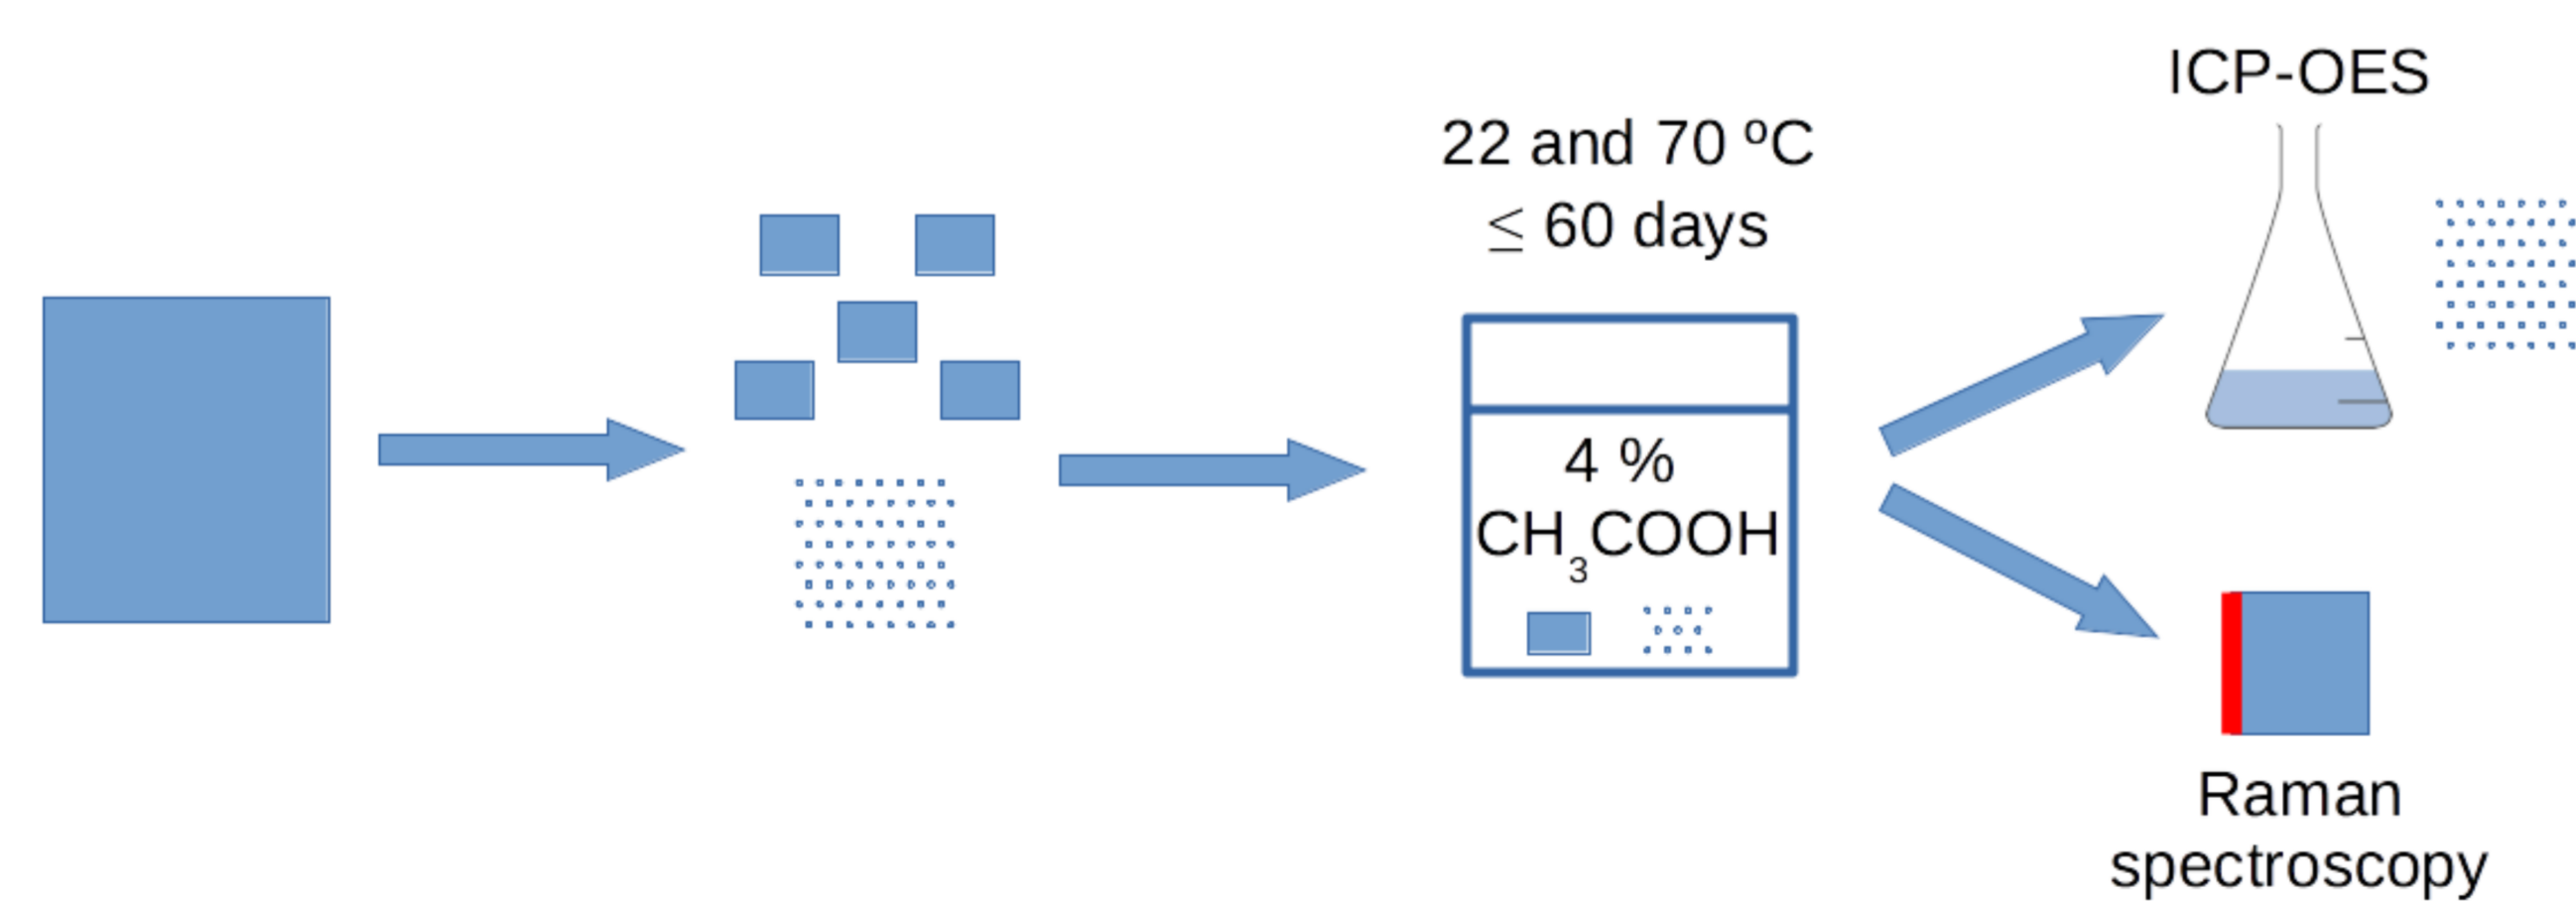 22 and 70 ºC
≤ 60 days
4 %
CH₃COOH
ICP-OES
Raman
spectroscopy